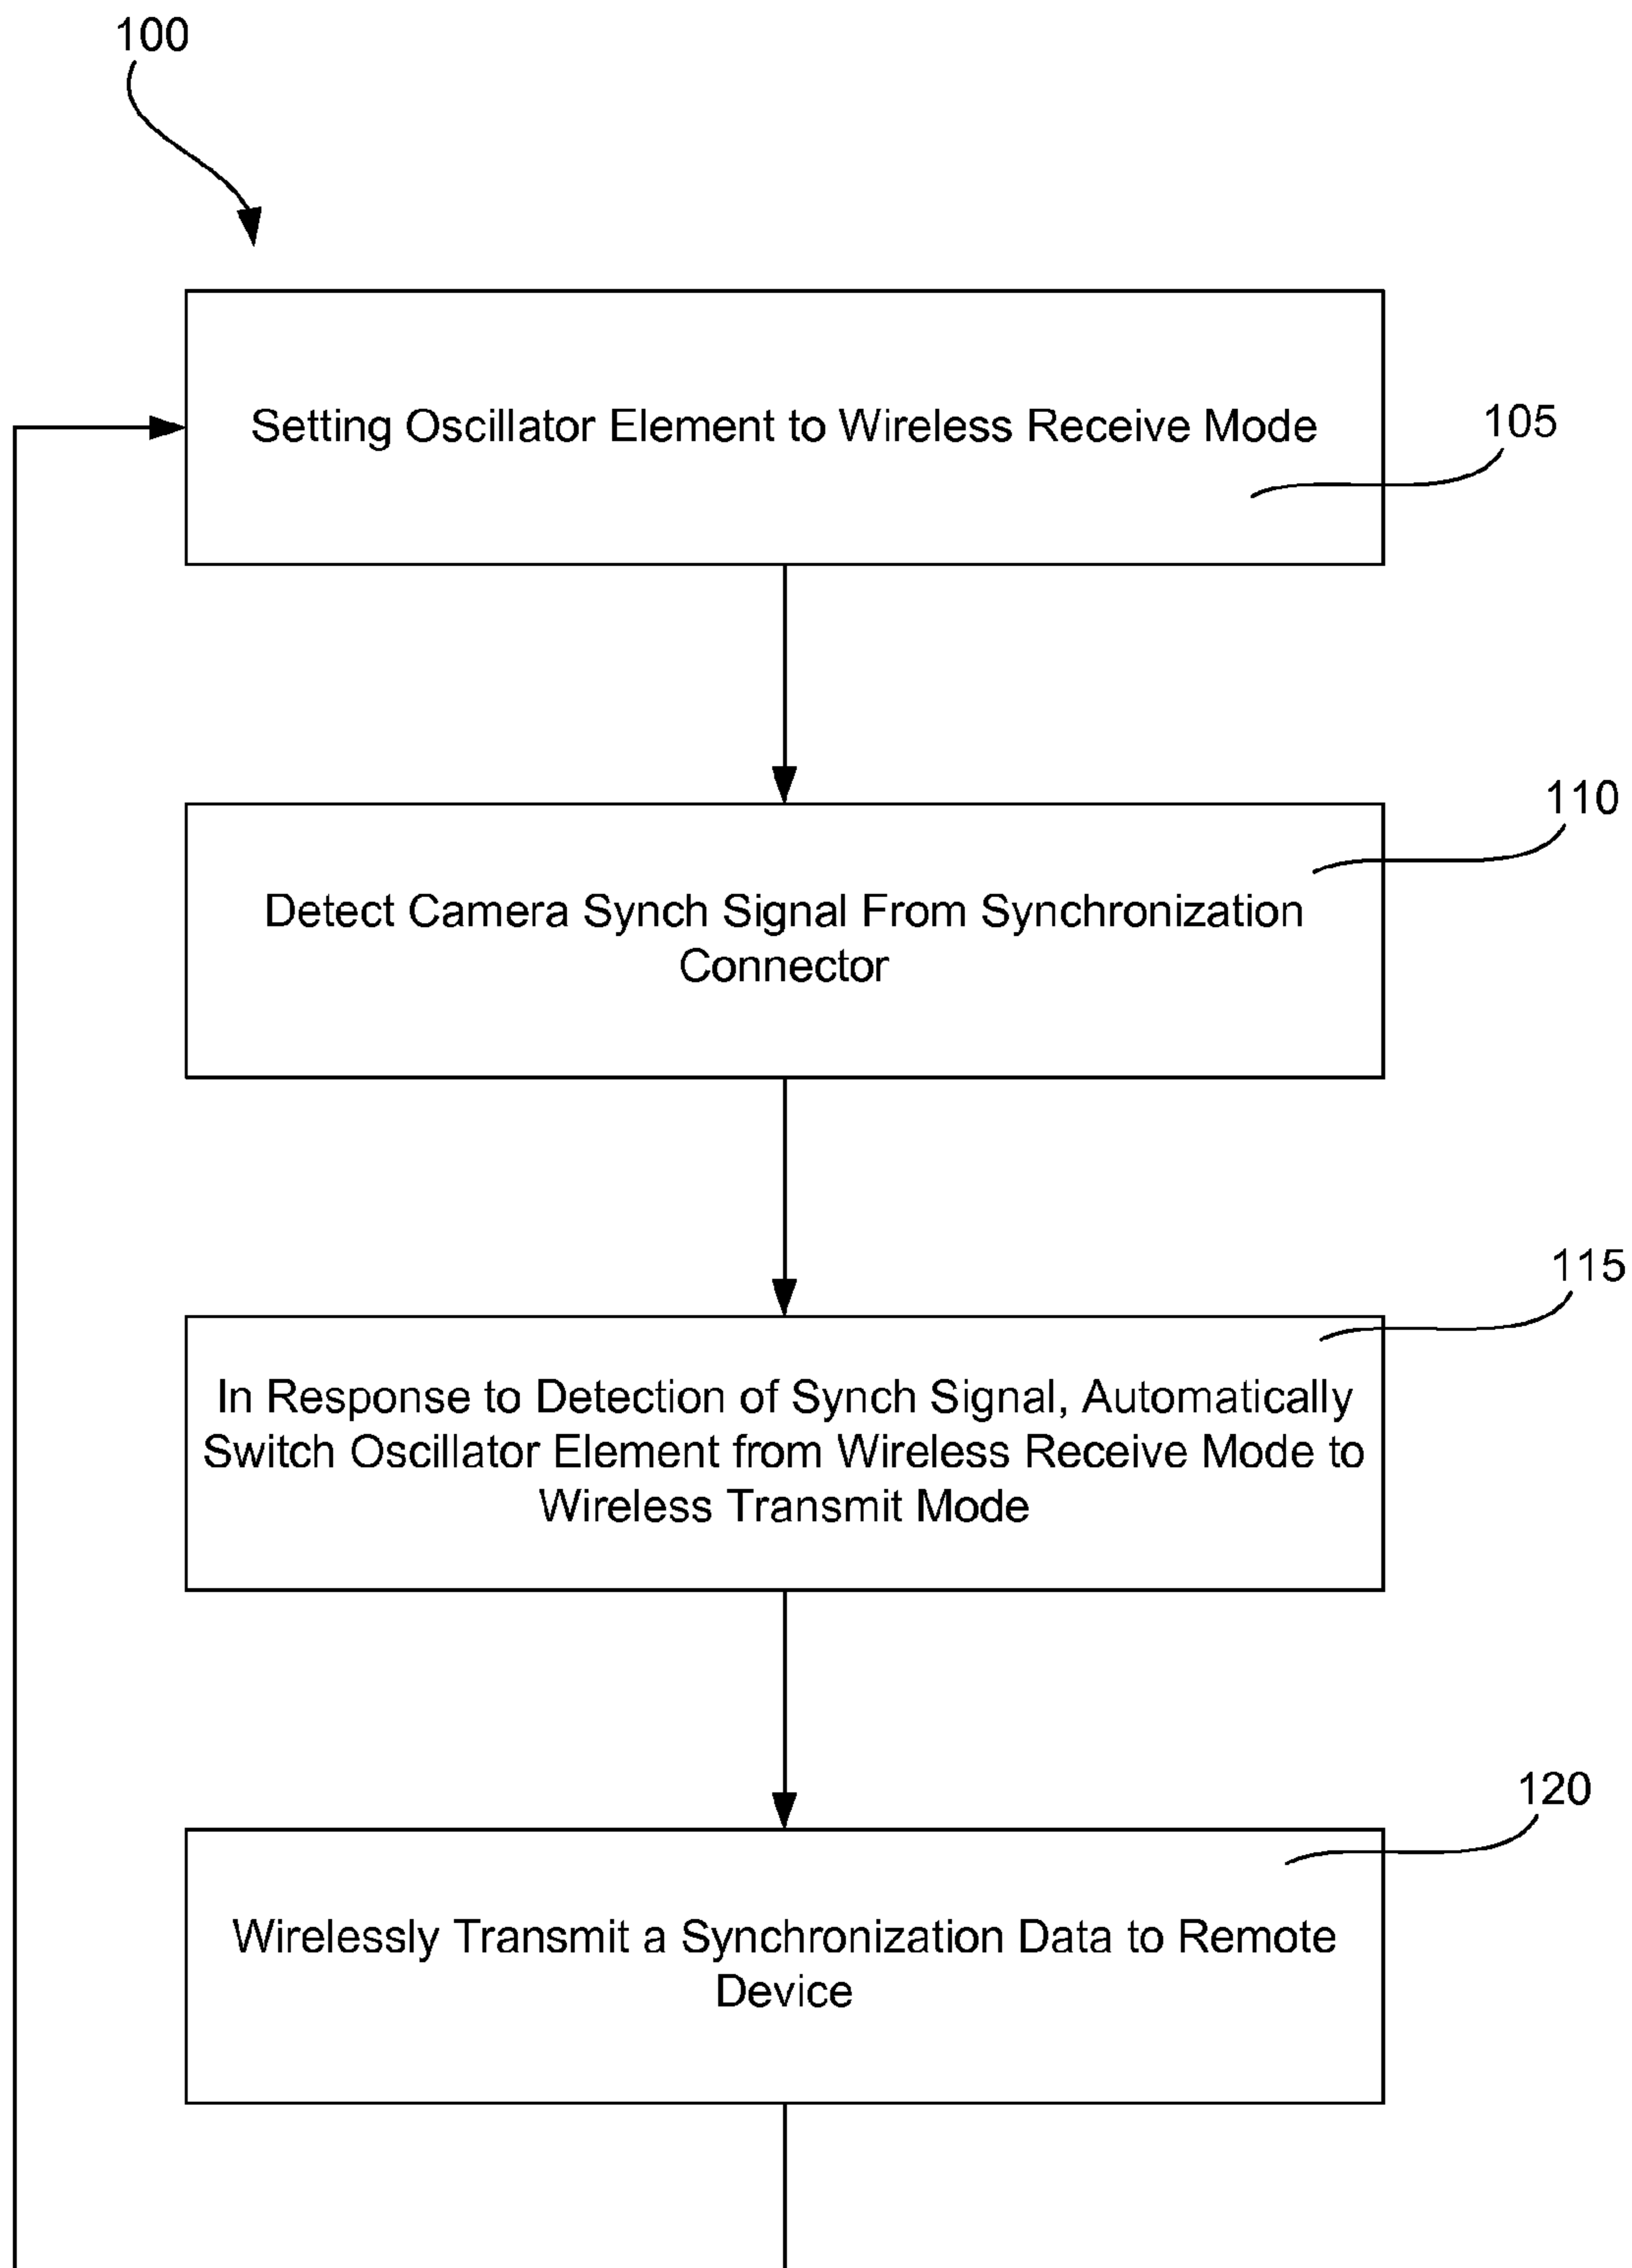 100
Setting Oscillator Element to Wireless Receive Mode
105
110
Detect Camera Synch Signal From Synchronization
Connector
115
In Response to Detection of Synch Signal, Automatically
Switch Oscillator Element from Wireless Receive Mode to
Wireless Transmit Mode
120
Wirelessly Transmit a Synchronization Data to Remote
Device